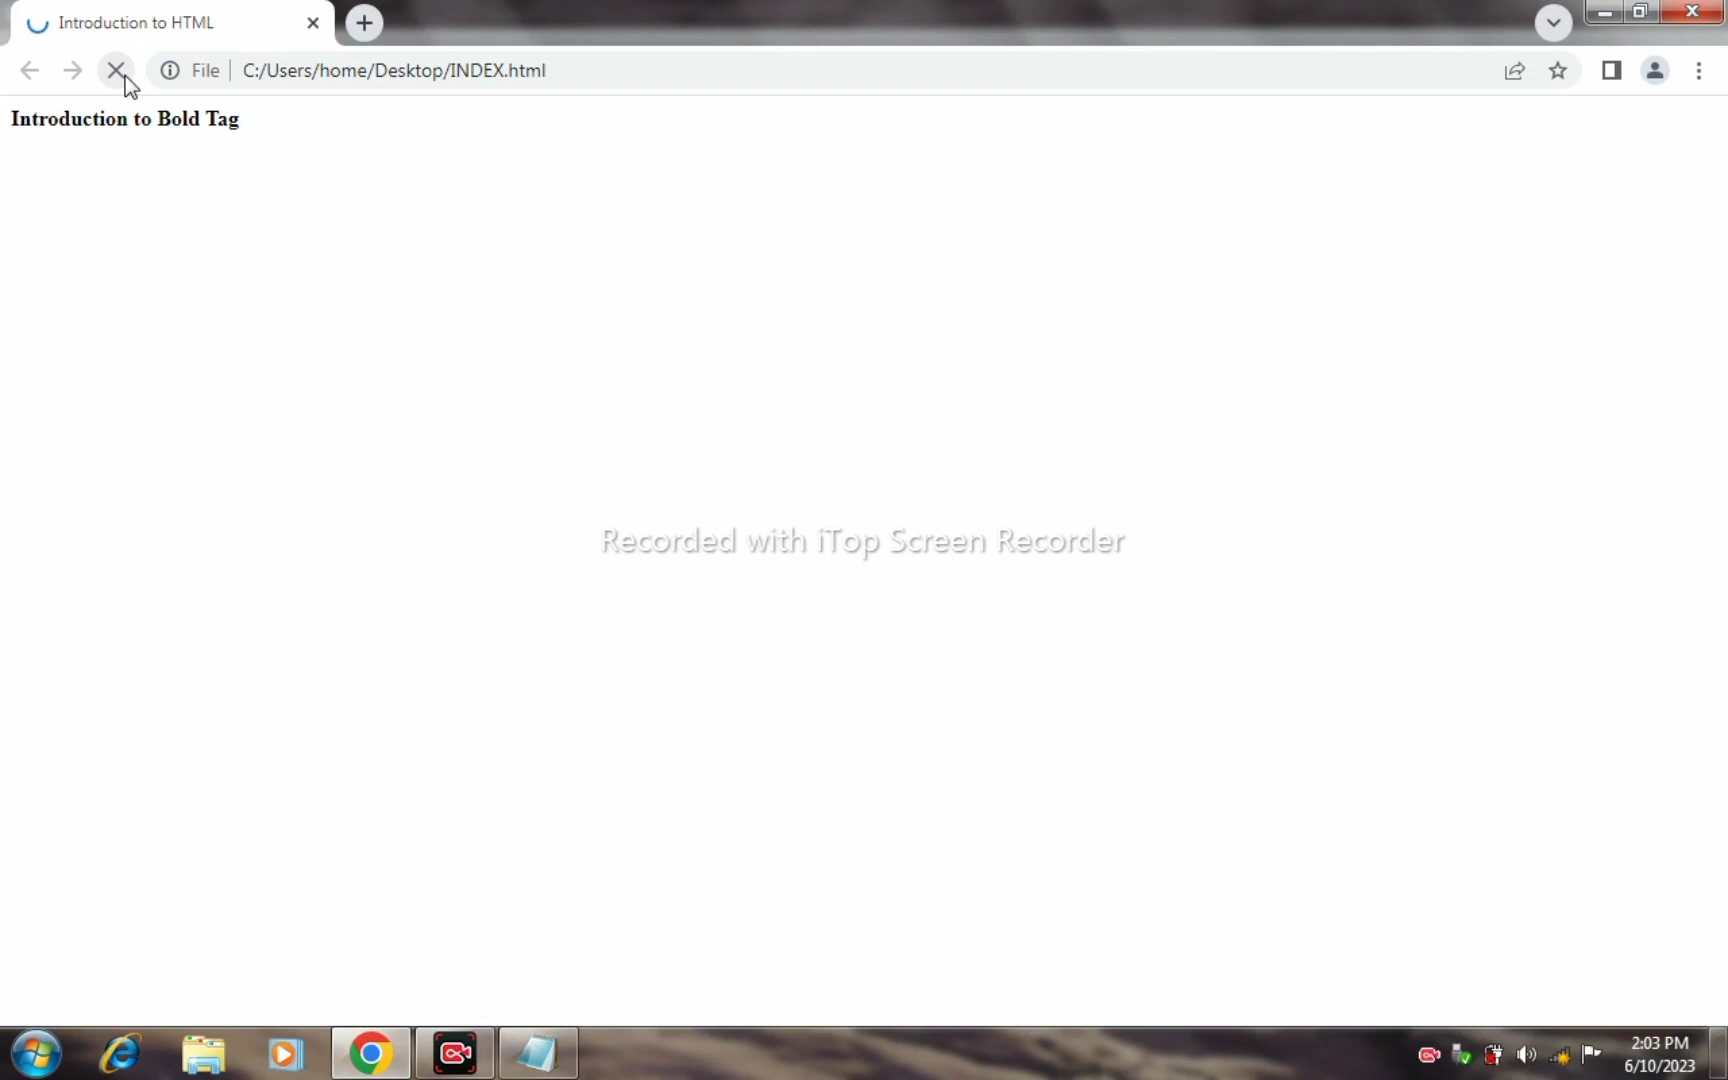 Introduction to HTML
File
C:/Users/home/Desktop/INDEX.html
Introduction to Bold Tag
Recorded with iTop Screen Recorder
2:03 PM
6/10/2023